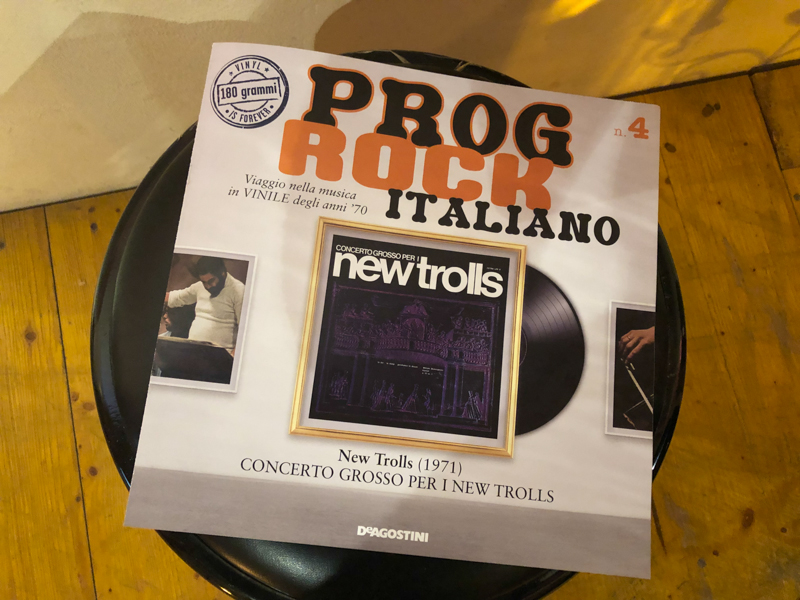 VINYL
180 grammi
IS FOREVER
PROG
ROCK
ITALIANO
n.4
Viaggio nella musica
in VINILE degli anni '70
CONCERTO GROSSO PER I
new trolls
New Trolls (1971)
CONCERTO GROSSO PER I NEW TROLLS
DeAGOSTINI